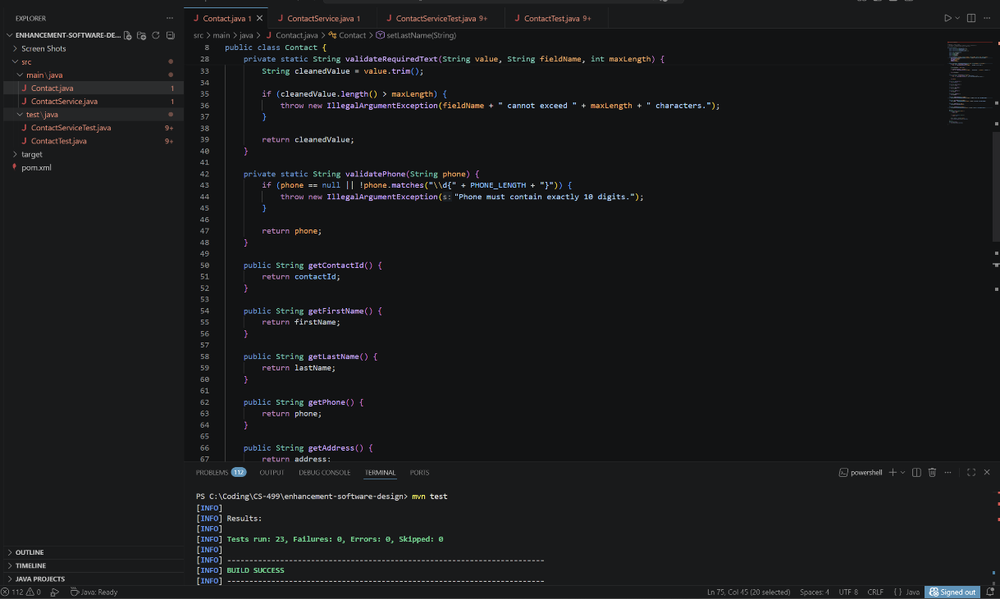 EXPLORER
ENHANCEMENT-SOFTWARE-DE...
Screen Shots
src
main\java
Contact.java 1
ContactService.java 1
test\java
ContactServiceTest.java 9+
ContactTest.java 9+
target
pom.xml
OUTLINE
TIMELINE
JAVA PROJECTS
Contact.java 1
ContactService.java 1
ContactServiceTest.java 9+
ContactTest.java 9+
src > main > java > Contact.java > Contact > setLastName(String)
8 public class Contact {
28 private static String validateRequiredText(String value, String fieldName, int maxLength) {
33 String cleanedValue = value.trim();
34
35 if (cleanedValue.length() > maxLength) {
36 throw new IllegalArgumentException(fieldName + " cannot exceed " + maxLength + " characters.");
37 }
38
39 return cleanedValue;
40 }
41
42 private static String validatePhone(String phone) {
43 if (phone == null || !phone.matches("\\d{" + PHONE_LENGTH + "}")) {
44 throw new IllegalArgumentException(s: "Phone must contain exactly 10 digits.");
45 }
46
47 return phone;
48 }
49
50 public String getContactId() {
51 return contactId;
52 }
53
54 public String getFirstName() {
55 return firstName;
56 }
57
58 public String getLastName() {
59 return lastName;
60 }
61
62 public String getPhone() {
63 return phone;
64 }
65
66 public String getAddress() {
67 return address;
PROBLEMS 112 OUTPUT DEBUG CONSOLE TERMINAL PORTS powershell
PS C:\Coding\CS-499\enhancement-software-design> mvn test
[INFO]
[INFO] Results:
[INFO]
[INFO] Tests run: 23, Failures: 0, Errors: 0, Skipped: 0
[INFO]
[INFO] ------------------------------------------------------------------------
[INFO] BUILD SUCCESS
[INFO] ------------------------------------------------------------------------
112 0 Java: Ready Ln 75, Col 45 (20 selected) Spaces: 4 UTF 8 CRLF {} Java Signed out